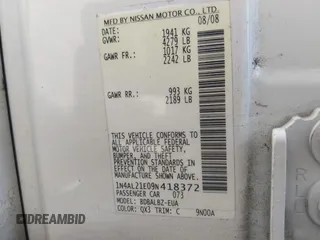 MFD BY NISSAN MOTOR CO., LTD.
DATE: 08/08
GVWR: 1941 KG
4279 LB
GAWR FR.: 1017 KG
2242 LB
GAWR RR.: 993 KG
2189 LB
THIS VEHICLE CONFORMS TO
ALL APPLICABLE FEDERAL
MOTOR VEHICLE SAFETY,
BUMPER, AND THEFT
PREVENTION STANDARDS
IN EFFECT ON THE DATE OF
MANUFACTURE SHOWN ABOVE.
1N4AL21E09N418372
PASSENGER CAR 073
MODEL: BDBALBZ-EUA
COLOR: QX3 TRIM: C 9N00A
R L
D
REDCARBUY